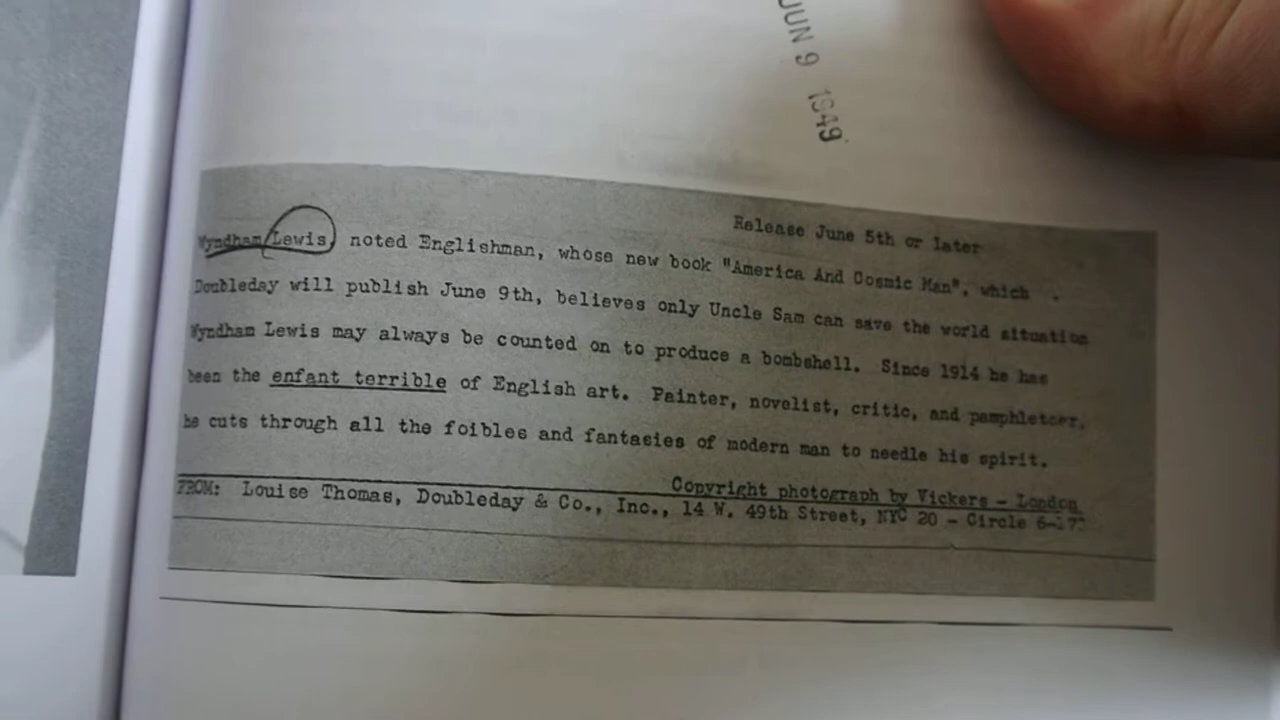 JUN 9 1949
Release June 5th or later
Wyndham Lewis, noted Englishman, whose new book "America And Cosmic Man", which
Doubleday will publish June 9th, believes only Uncle Sam can save the world situation
Wyndham Lewis may always be counted on to produce a bombshell. Since 1914 he has
been the enfant terrible of English art. Painter, novelist, critic, and pamphleteer,
he cuts through all the foibles and fantasies of modern man to needle his spirit.
Copyright photograph by Vickers - London
FROM: Louise Thomas, Doubleday & Co., Inc., 14 W. 49th Street, NYC 20 - Circle